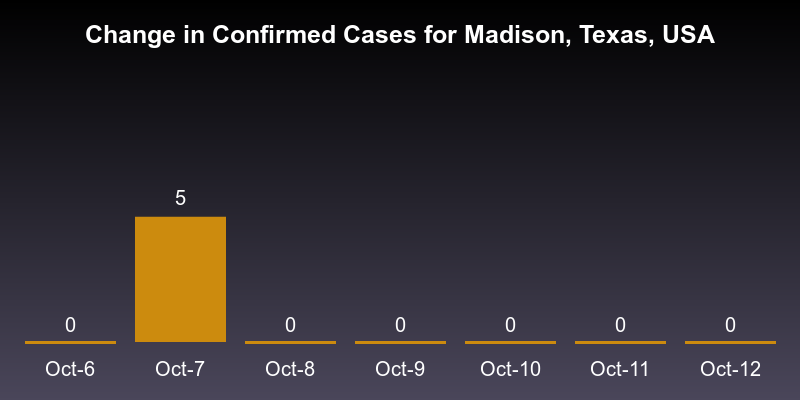 Change in Confirmed Cases for Madison, Texas, USA
5
0 0 0 0 0 0
Oct-6 Oct-7 Oct-8 Oct-9 Oct-10 Oct-11 Oct-12